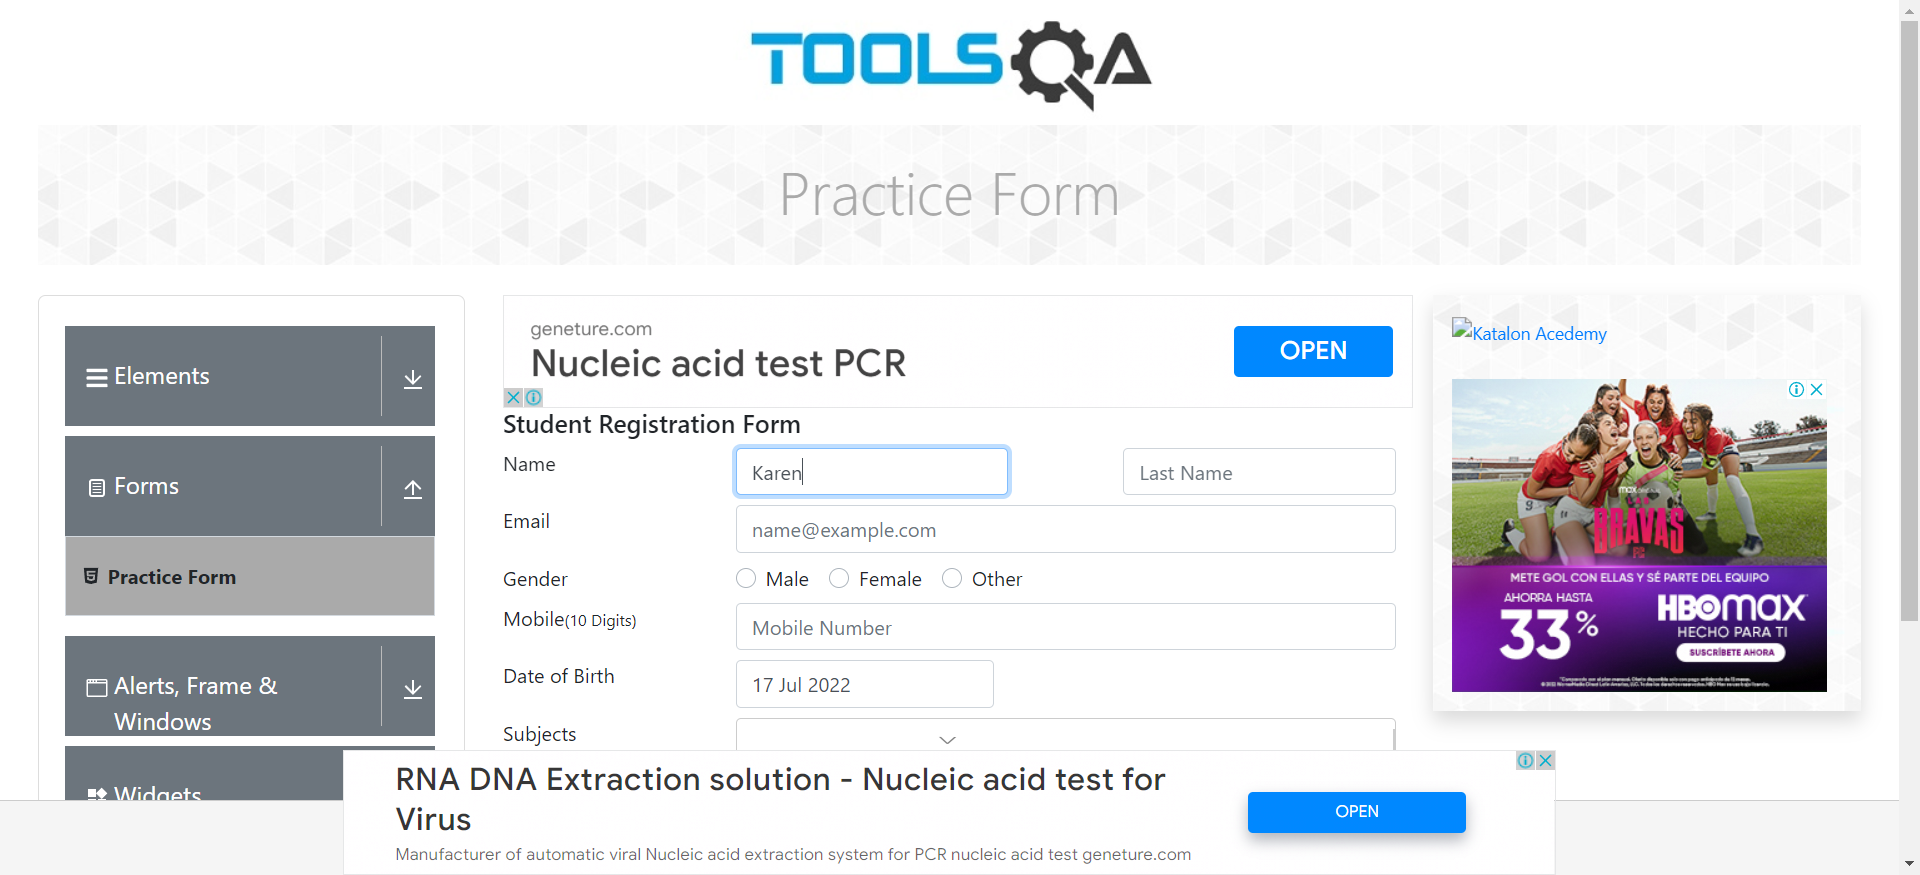 TOOLSQA
Practice Form
Elements
Forms
Practice Form
Alerts, Frame &
Windows
Widgets
geneture.com
Nucleic acid test PCR
OPEN
Student Registration Form
Name
Karen
Last Name
Email
name@example.com
Gender
Male
Female
Other
Mobile(10 Digits)
Mobile Number
Date of Birth
17 Jul 2022
Subjects
Katalon Acedemy
max ORIGINAL
BRAVAS
FC
METE GOL CON ELLAS Y SÉ PARTE DEL EQUIPO
AHORRA HASTA
33%
HBOmax
HECHO PARA TI
SUSCRÍBETE AHORA
RNA DNA Extraction solution - Nucleic acid test for
Virus
Manufacturer of automatic viral Nucleic acid extraction system for PCR nucleic acid test geneture.com
OPEN